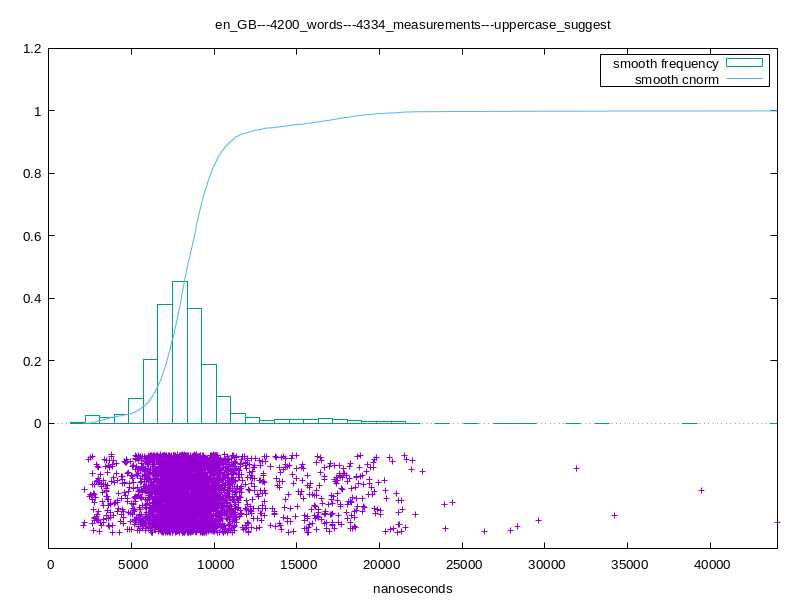 en_GB---4200_words---4334_measurements---uppercase_suggest
1.2
smooth frequency
smooth cnorm
1
0.8
0.6
0.4
0.2
0
0 5000 10000 15000 20000 25000 30000 35000 40000
nanoseconds